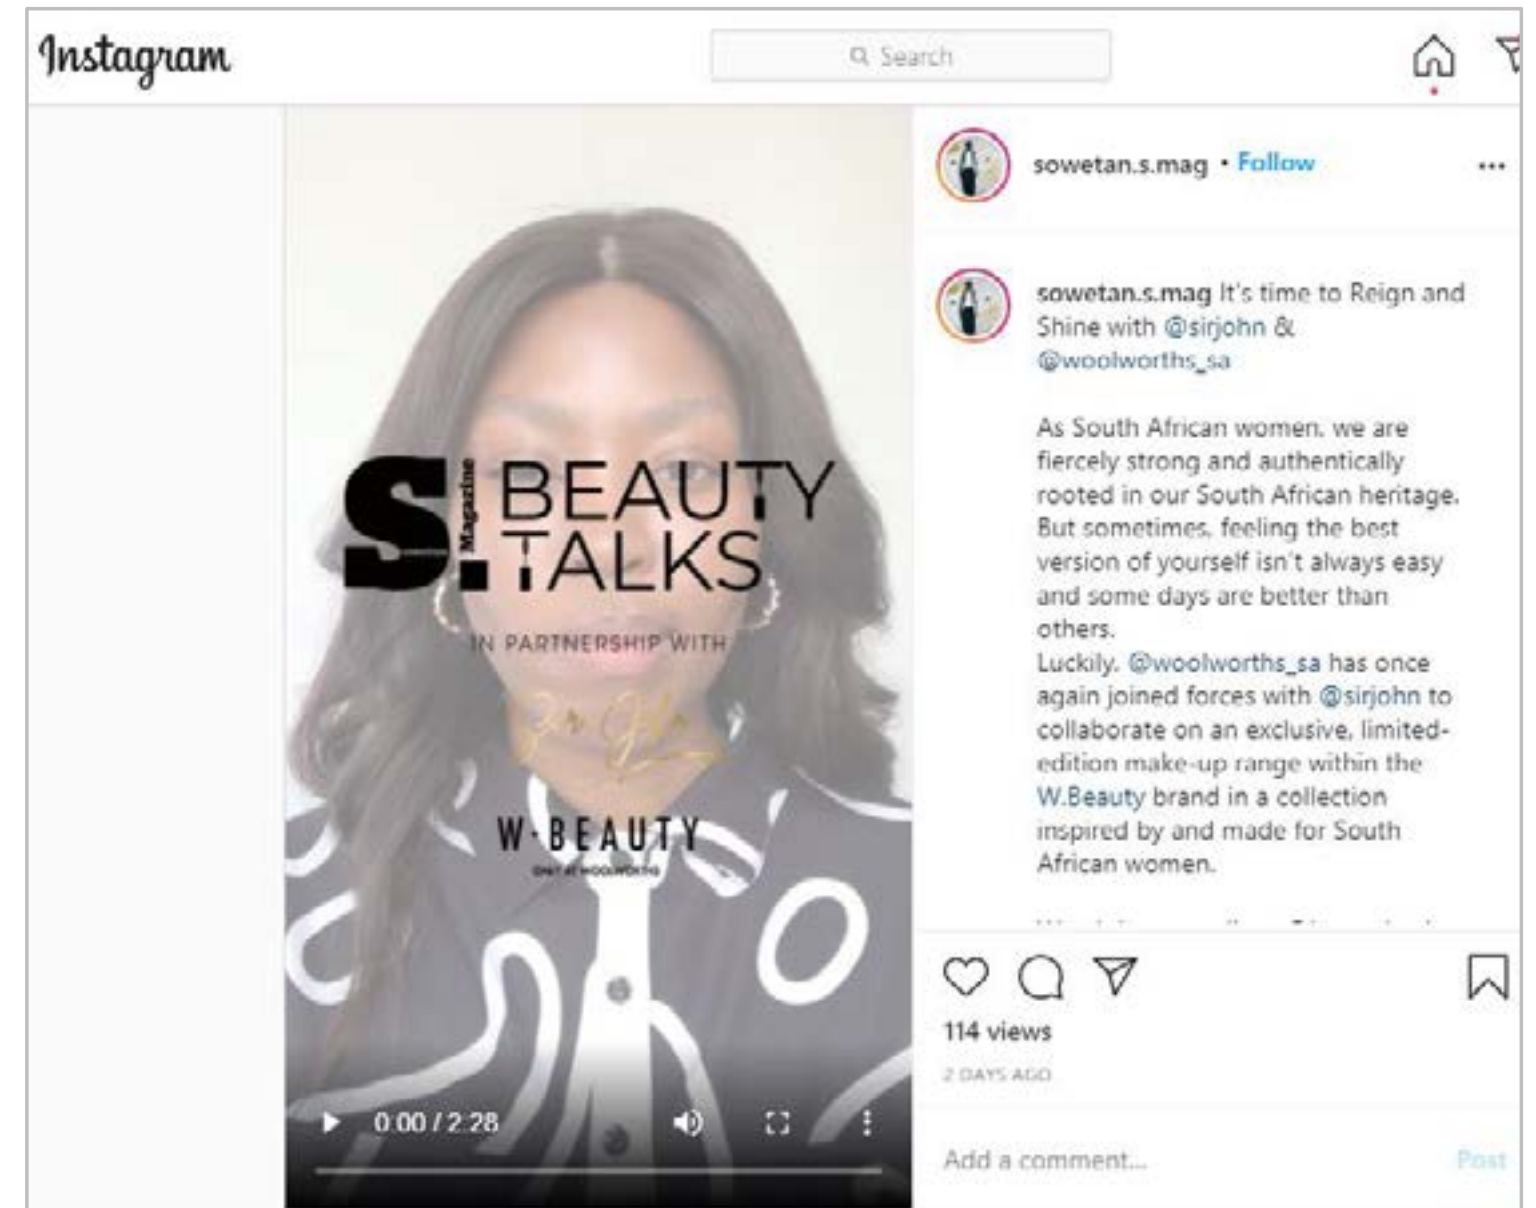 Instagram
Search
sowetan.s.mag • Follow
sowetan.s.mag It's time to Reign and
Shine with @sirjohn &
@woolworths_sa
As South African women, we are
fiercely strong and authentically
rooted in our South African heritage.
But sometimes, feeling the best
version of yourself isn't always easy
and some days are better than
others.
Luckily, @woolworths_sa has once
again joined forces with @sirjohn to
collaborate on an exclusive, limited-
edition make-up range within the
W.Beauty brand in a collection
inspired by and made for South
African women.
114 views
2 DAYS AGO
Add a comment...
Post
S. Magazine
BEAUTY
TALKS
IN PARTNERSHIP WITH
W·BEAUTY
ONLY AT WOOLWORTHS
0:00 / 2:28